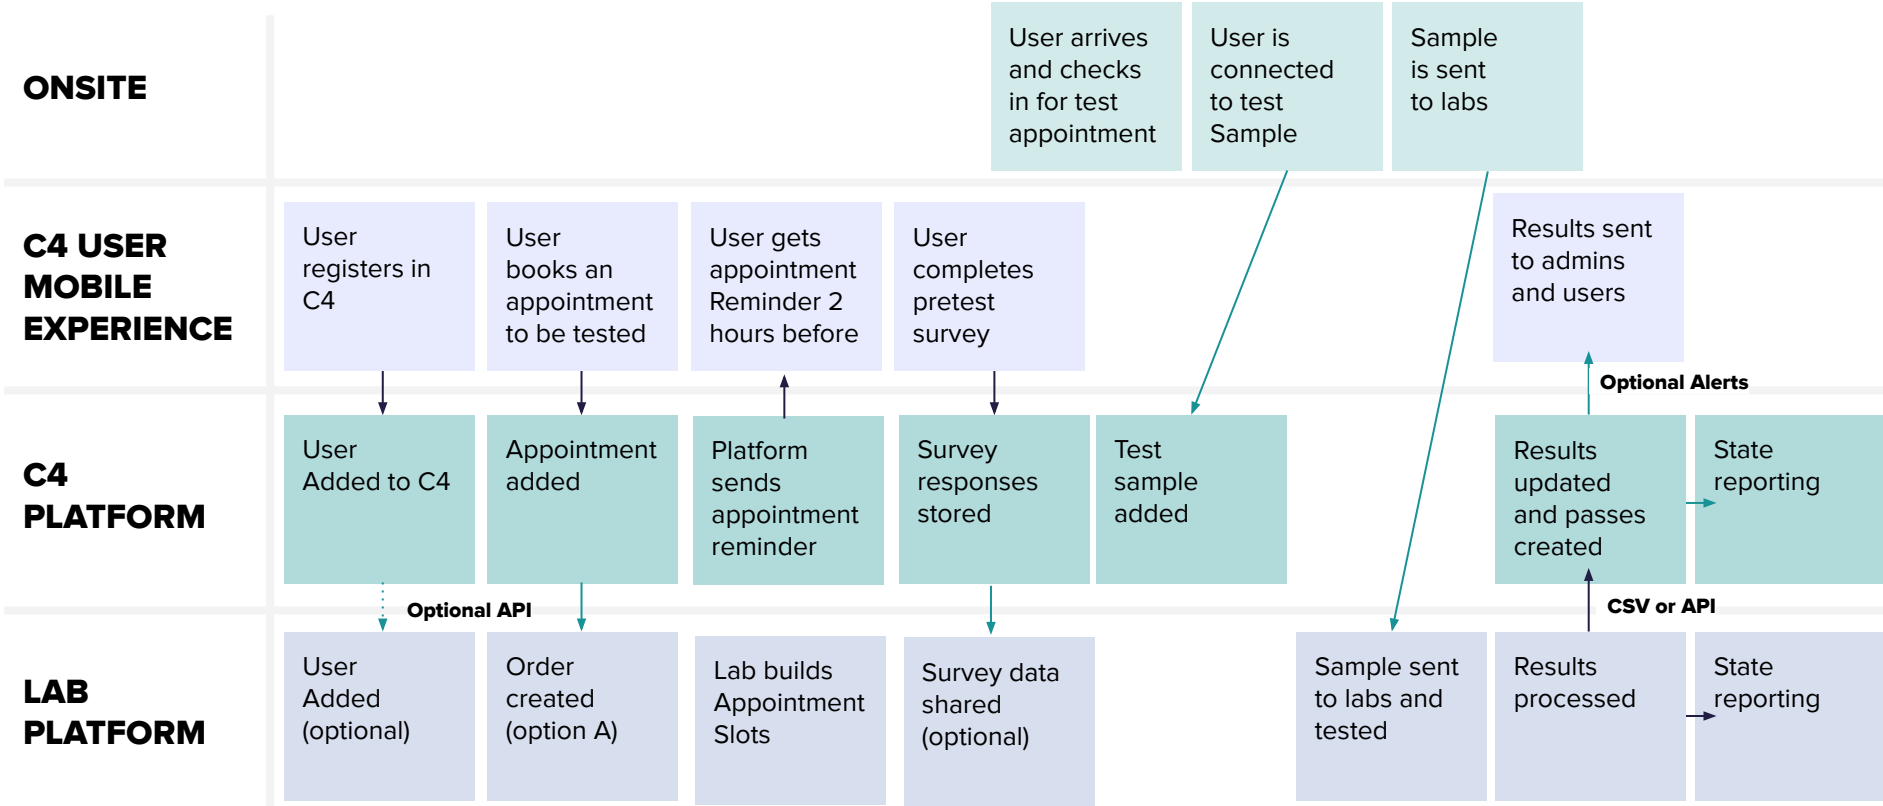 ONSITE
User arrives
and checks
in for test
appointment
User is
connected
to test
Sample
Sample
is sent
to labs
C4 USER
MOBILE
EXPERIENCE
User
registers in
C4
User
books an
appointment
to be tested
User gets
appointment
Reminder 2
hours before
User
completes
pretest
survey
Results sent
to admins
and users
Optional Alerts
C4
PLATFORM
User
Added to C4
Appointment
added
Platform
sends
appointment
reminder
Survey
responses
stored
Test
sample
added
Results
updated
and passes
created
State
reporting
Optional API
CSV or API
LAB
PLATFORM
User
Added
(optional)
Order
created
(option A)
Lab builds
Appointment
Slots
Survey data
shared
(optional)
Sample sent
to labs and
tested
Results
processed
State
reporting